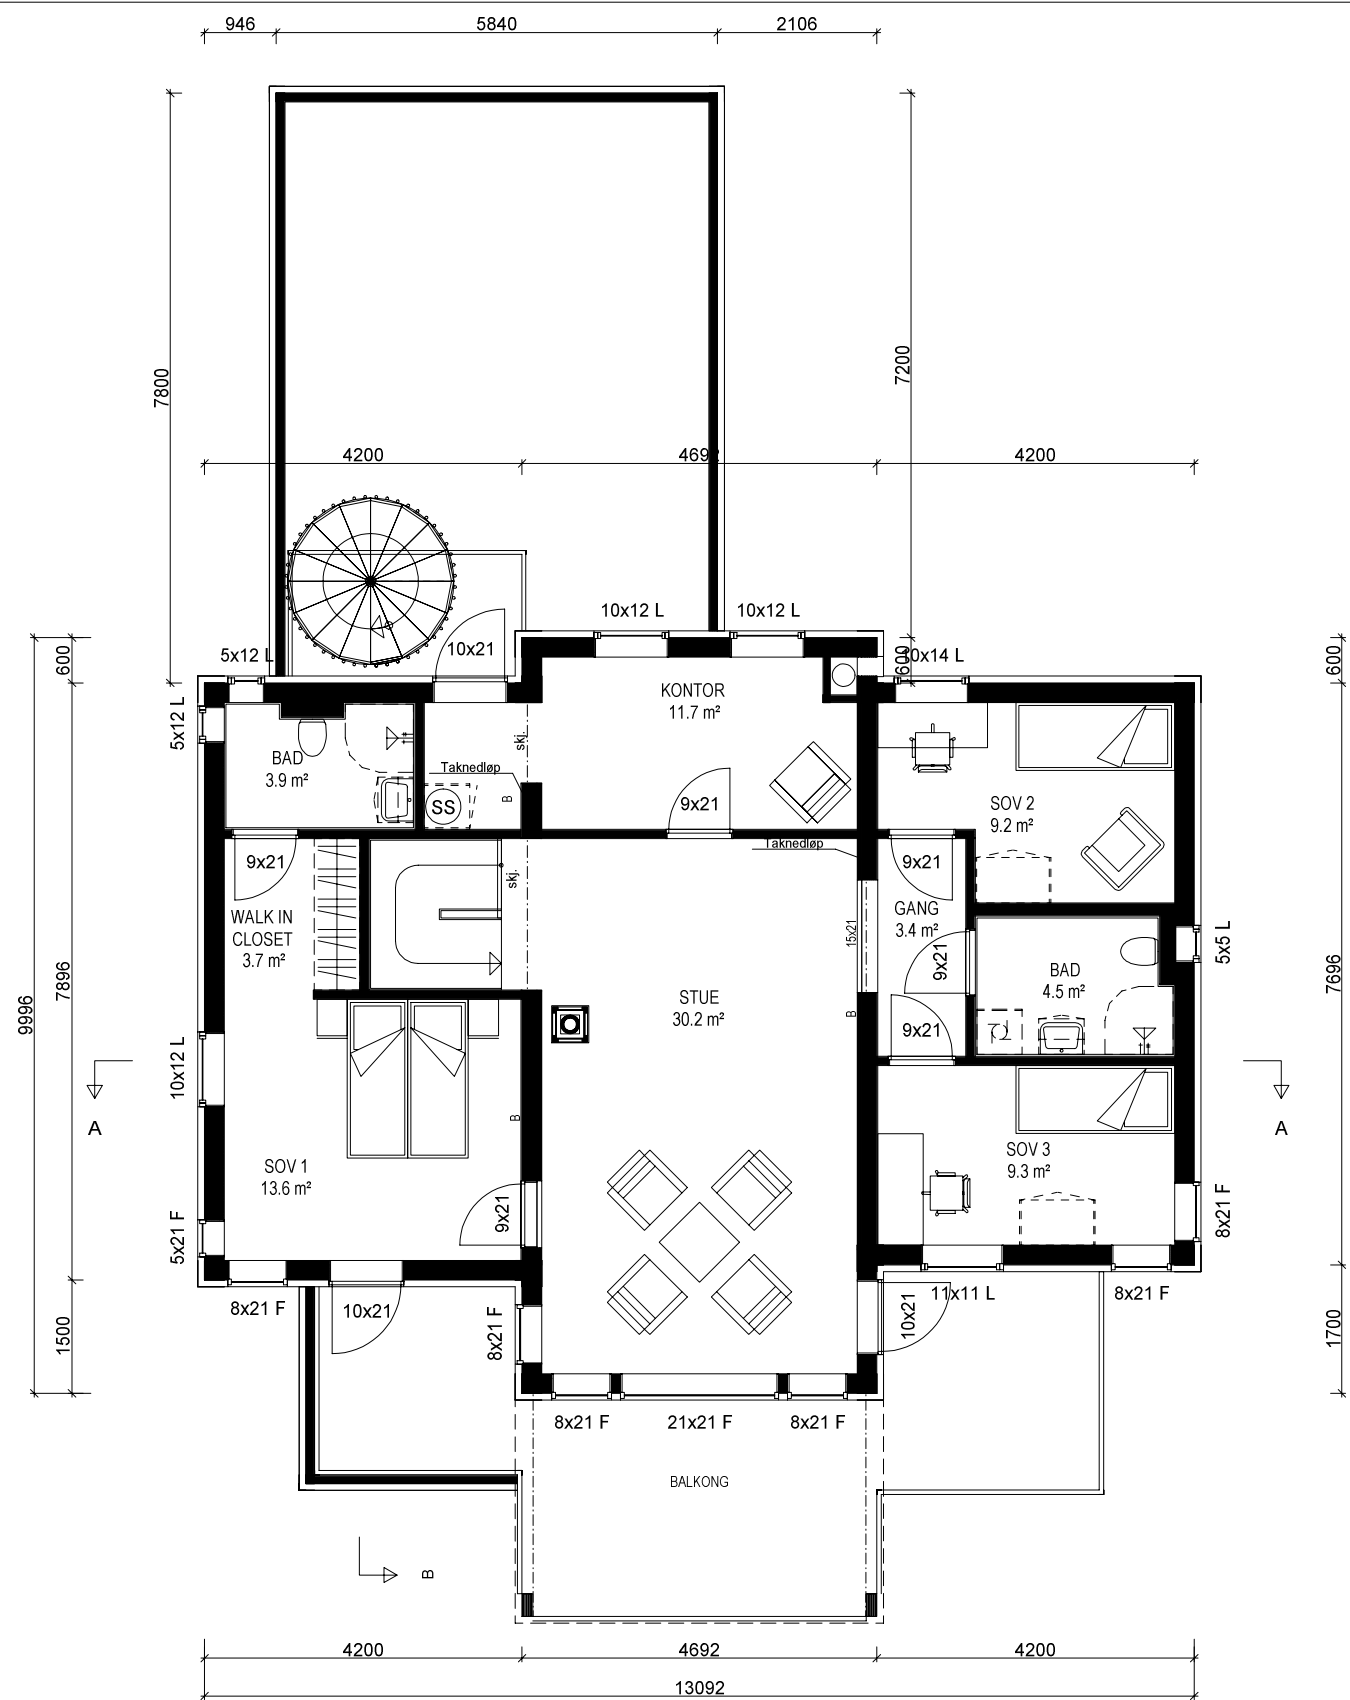 946
5840
2106
7800
7200
4200
4692
4200
10x12 L
10x12 L
600
5x12 L
10x21
600
10x14 L
600
5x12 L
KONTOR
11.7 m²
skj.
BAD
3.9 m²
Taknedløp
SS
B
9x21
SOV 2
9.2 m²
Taknedløp
9x21
skj.
9x21
WALK IN
CLOSET
3.7 m²
GANG
3.4 m²
15x21
9x21
5x5 L
BAD
4.5 m²
STUE
30.2 m²
9996
7896
7696
B
9x21
10x12 L
A
A
B
SOV 1
13.6 m²
SOV 3
9.3 m²
9x21
8x21 F
5x21 F
8x21 F
10x21
8x21 F
10x21
11x11 L
8x21 F
1500
1700
8x21 F
21x21 F
8x21 F
BALKONG
B
4200
4692
4200
13092